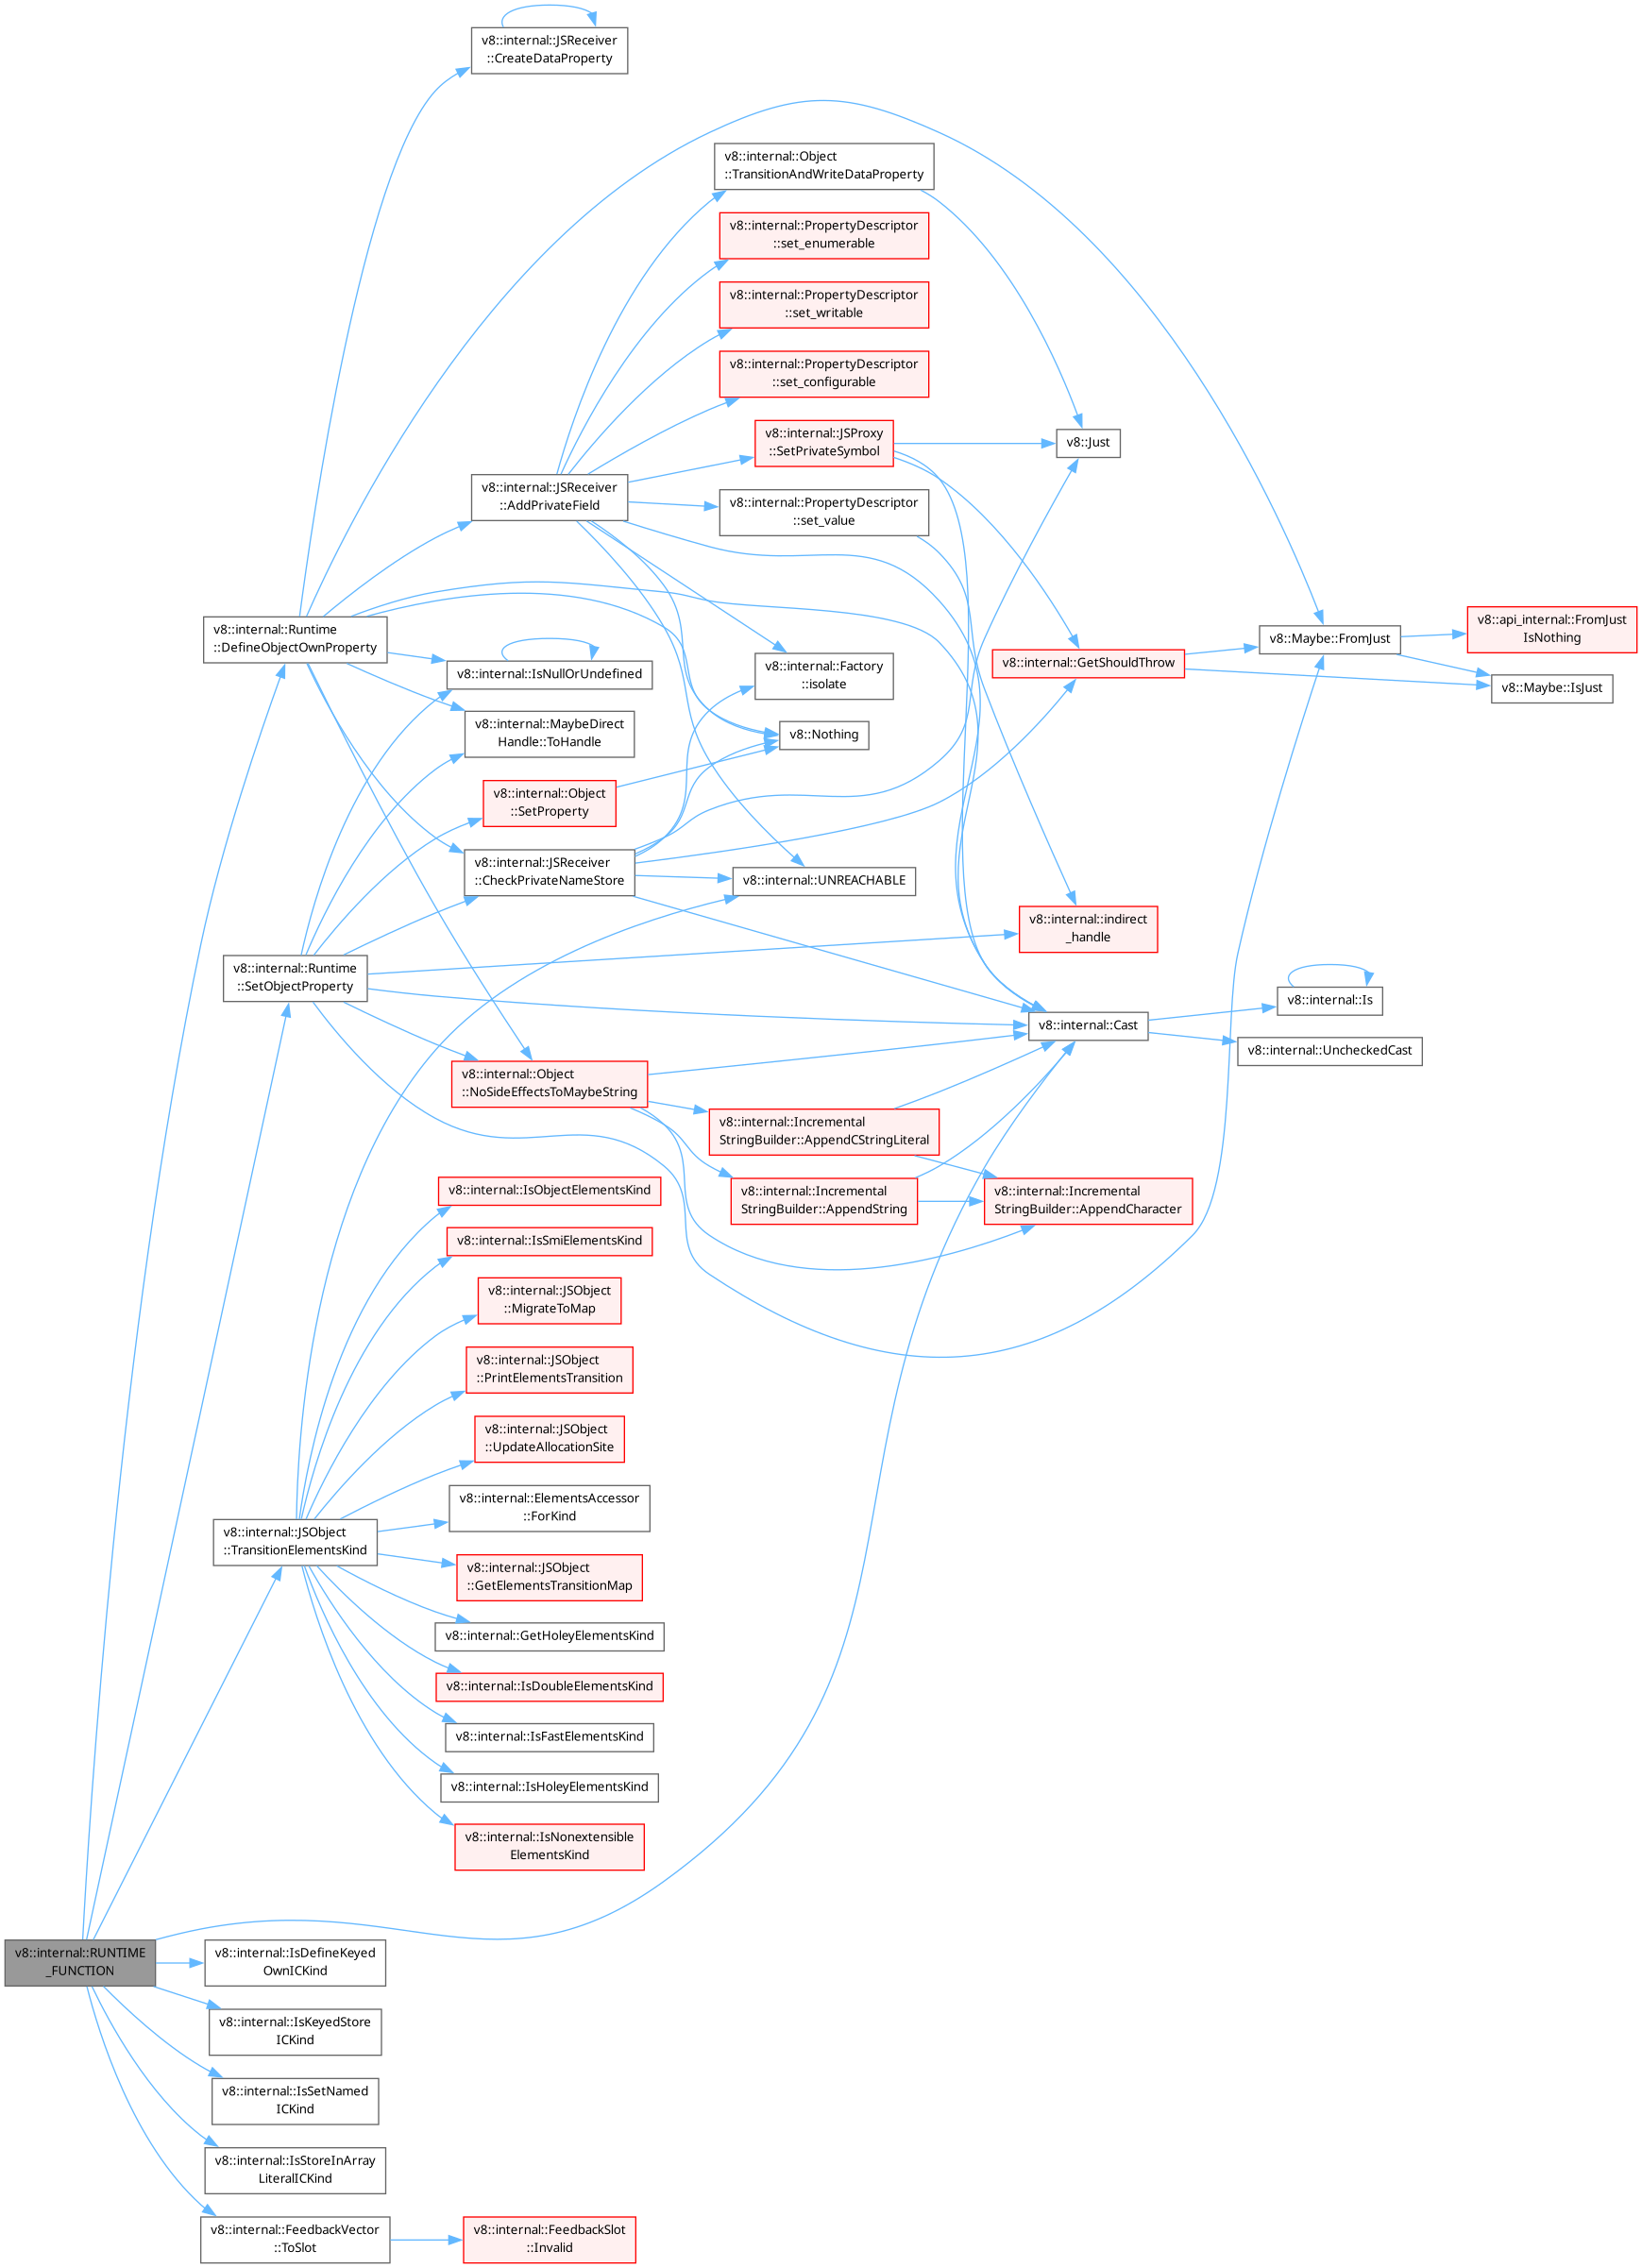 v8::internal::JSReceiver
::CreateDataProperty
v8::internal::Object
::TransitionAndWriteDataProperty
v8::internal::PropertyDescriptor
::set_enumerable
v8::internal::PropertyDescriptor
::set_writable
v8::internal::PropertyDescriptor
::set_configurable
v8::internal::JSProxy
::SetPrivateSymbol
v8::Just
v8::internal::JSReceiver
::AddPrivateField
v8::internal::PropertyDescriptor
::set_value
v8::internal::Runtime
::DefineObjectOwnProperty
v8::internal::IsNullOrUndefined
v8::internal::Factory
::isolate
v8::internal::GetShouldThrow
v8::Maybe::FromJust
v8::api_internal::FromJust
IsNothing
v8::Maybe::IsJust
v8::internal::MaybeDirect
Handle::ToHandle
v8::Nothing
v8::internal::Object
::SetProperty
v8::internal::JSReceiver
::CheckPrivateNameStore
v8::internal::UNREACHABLE
v8::internal::indirect
_handle
v8::internal::Runtime
::SetObjectProperty
v8::internal::Is
v8::internal::Cast
v8::internal::UncheckedCast
v8::internal::Object
::NoSideEffectsToMaybeString
v8::internal::Incremental
StringBuilder::AppendCStringLiteral
v8::internal::Incremental
StringBuilder::AppendString
v8::internal::Incremental
StringBuilder::AppendCharacter
v8::internal::IsObjectElementsKind
v8::internal::IsSmiElementsKind
v8::internal::JSObject
::MigrateToMap
v8::internal::JSObject
::PrintElementsTransition
v8::internal::JSObject
::UpdateAllocationSite
v8::internal::ElementsAccessor
::ForKind
v8::internal::JSObject
::TransitionElementsKind
v8::internal::JSObject
::GetElementsTransitionMap
v8::internal::GetHoleyElementsKind
v8::internal::IsDoubleElementsKind
v8::internal::IsFastElementsKind
v8::internal::IsHoleyElementsKind
v8::internal::IsNonextensible
ElementsKind
v8::internal::RUNTIME
_FUNCTION
v8::internal::IsDefineKeyed
OwnICKind
v8::internal::IsKeyedStore
ICKind
v8::internal::IsSetNamed
ICKind
v8::internal::IsStoreInArray
LiteralICKind
v8::internal::FeedbackVector
::ToSlot
v8::internal::FeedbackSlot
::Invalid